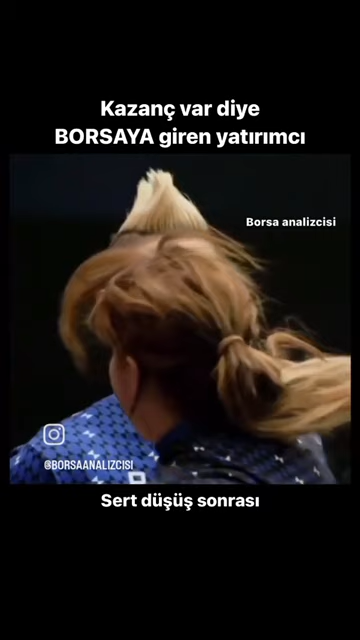 Kazanç var diye
BORSAYA giren yatırımcı
Borsa analizcisi
@BORSAANALIZCISI
Sert düşüş sonrası